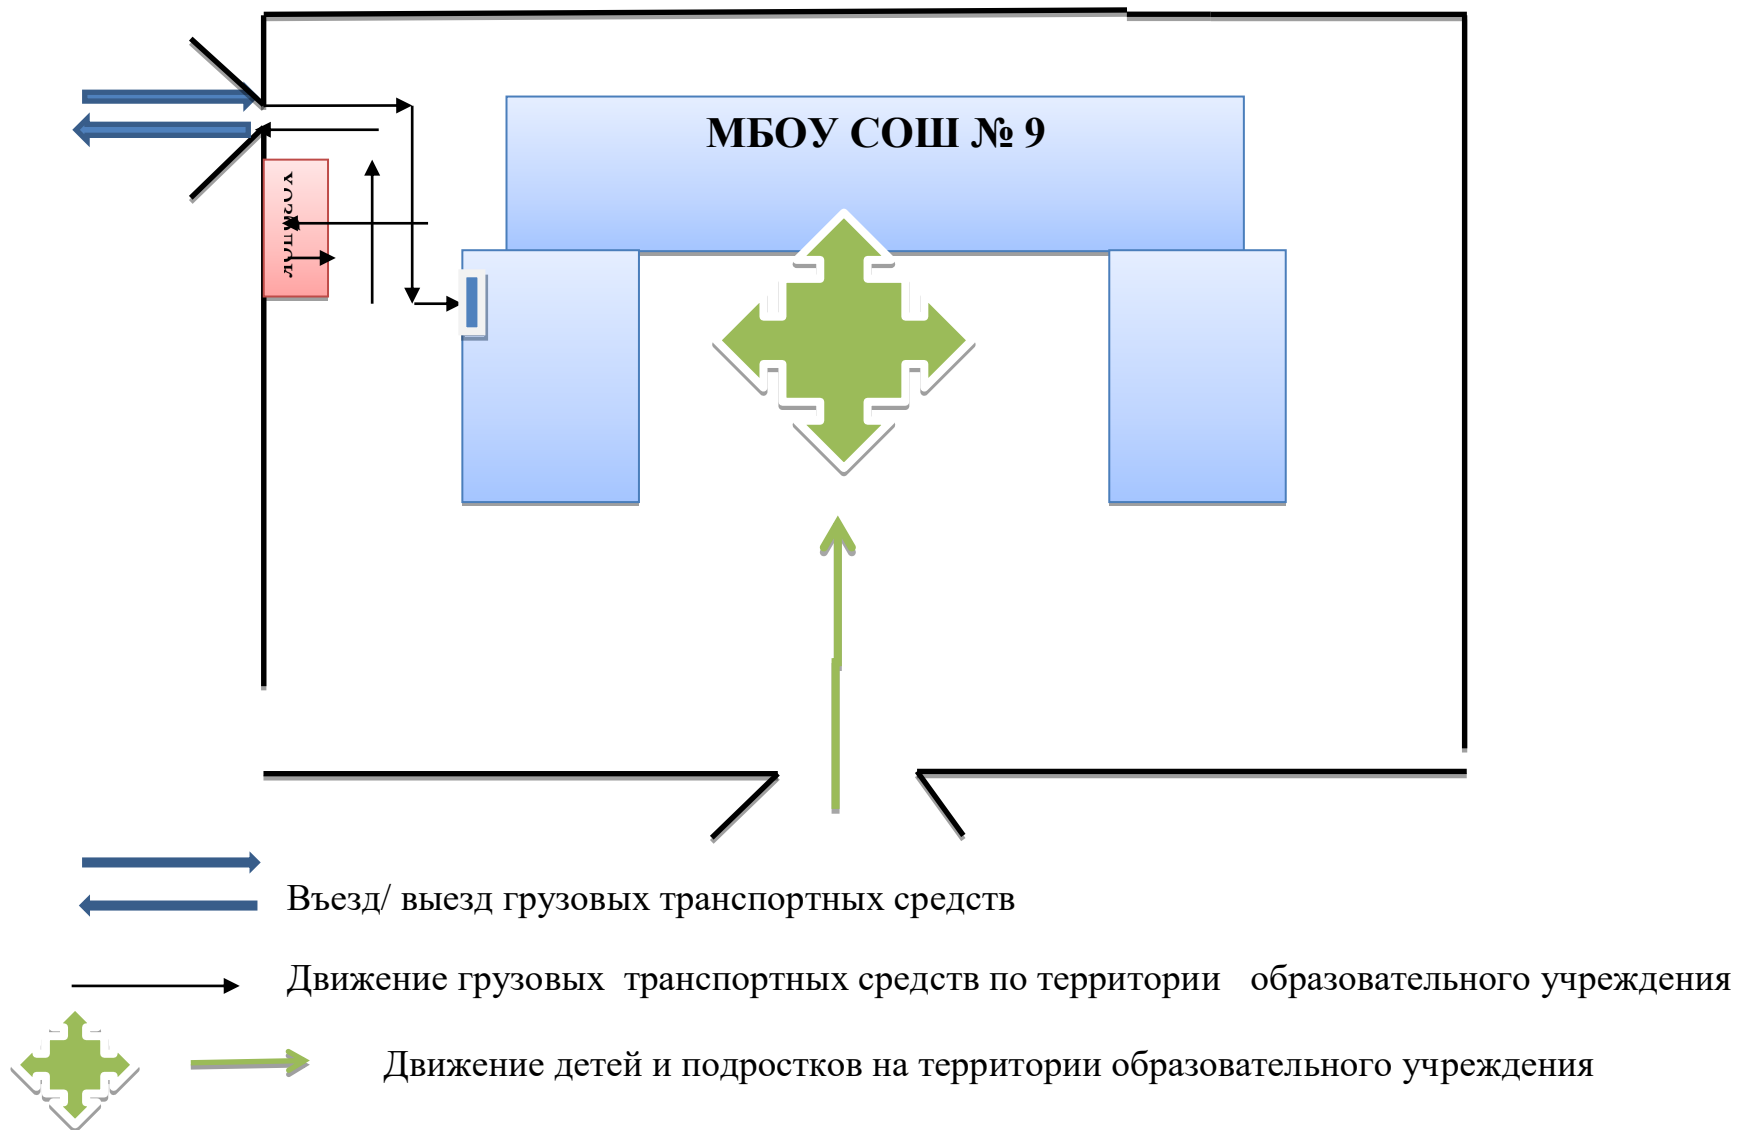 МБОУ СОШ № 9
Въезд/ выезд грузовых транспортных средств
Движение грузовых транспортных средств по территории образовательного учреждения
Движение детей и подростков на территории образовательного учреждения